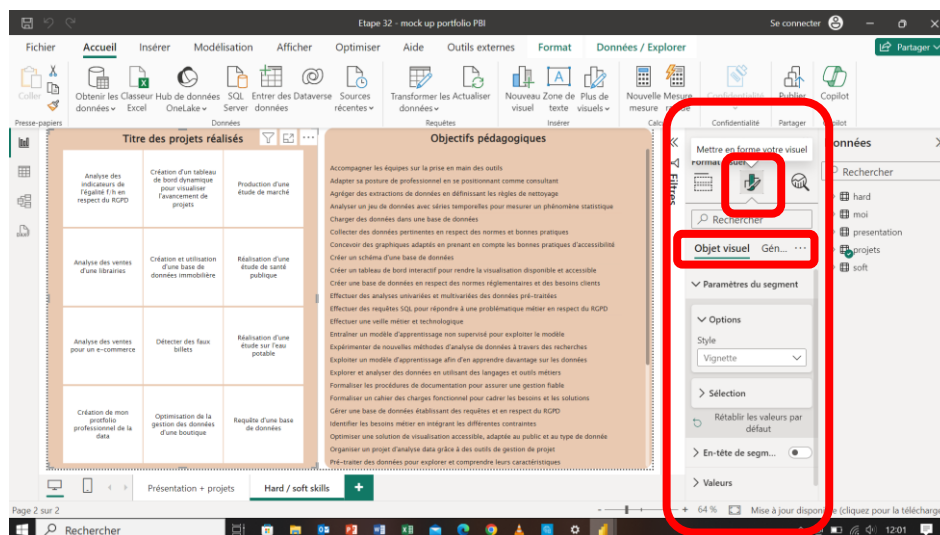 Etape 32 - mock up portfolio PBI
Se connecter
Fichier
Accueil
Insérer
Modélisation
Afficher
Optimiser
Aide
Outils externes
Format
Données / Explorer
Partager
Coller
Obtenir les données
Classeur Excel
Hub de données OneLake
SQL Server
Entrer des données
Dataverse
Sources récentes
Transformer les données
Actualiser
Nouveau visuel
Zone de texte
Plus de visuels
Nouvelle mesure
Mesure rapide
Confidentialité
Publier
Copilot
Presse-papiers
Données
Requêtes
Insérer
Confidentialité
Partager
Copilot
Titre des projets réalisés
Analyse des
indicateurs de
l'égalité f/h en
respect du RGPD
Création d'un tableau
de bord dynamique
pour visualiser
l'avancement de
projets
Production d'une
étude de marché
Analyse des ventes
d'une librairies
Création et utilisation
d'une base de
données immobilière
Réalisation d'une
étude de santé
publique
Analyse des ventes
pour un e-commerce
Détecter des faux
billets
Réalisation d'une
étude sur l'eau
potable
Création de mon
protfolio
professionnel de la
data
Optimisation de la
gestion des données
d'une boutique
Requête d'une base
de données
Objectifs pédagogiques
Accompagner les équipes sur la prise en main des outils
Adapter sa posture de professionnel en se positionnant comme consultant
Agréger des extractions de données en définissant les règles de nettoyage
Analyser un jeu de données avec séries temporelles pour mesurer un phénomène statistique
Charger des données dans une base de données
Collecter des données pertinentes en respect des normes et bonnes pratiques
Concevoir des graphiques adaptés en prenant en compte les bonnes pratiques d'accessibilité
Créer un schéma d'une base de données
Créer un tableau de bord interactif pour rendre la visualisation disponible et accessible
Créer une base de données en respect des normes réglementaires et des besoins clients
Effectuer des analyses univariées et multivariées des données pré-traitées
Effectuer des requêtes SQL pour répondre à une problématique métier en respect du RGPD
Effectuer une veille métier et technologique
Entraîner un modèle d'apprentissage non supervisé pour exploiter le modèle
Expérimenter de nouvelles méthodes d'analyse de données à travers des recherches
Exploiter un modèle d'apprentissage afin d'en apprendre davantage sur les données
Explorer et analyser des données en utilisant des langages et outils métiers
Formaliser les procédures de documentation pour assurer une gestion fiable
Formaliser un cahier des charges fonctionnel pour cadrer les besoins et les solutions
Gérer une base de données établissant des requêtes et en respect du RGPD
Identifier les besoins métier en intégrant les différentes contraintes
Optimiser une solution de visualisation accessible, adaptée au public et au type de donnée
Organiser un projet d'analyse data grâce à des outils de gestion de projet
Pré-traiter des données pour explorer et comprendre leurs caractéristiques
Filtres
Mettre en forme votre visuel
Rechercher
Objet visuel
Gén...
Paramètres du segment
Options
Style
Vignette
Sélection
Rétablir les valeurs par
défaut
En-tête de segm...
Valeurs
Rechercher
hard
moi
presentation
projets
soft
Présentation + projets
Hard / soft skills
Page 2 sur 2
64 %
Mise à jour disponible (cliquez pour la télécharge
Rechercher
12:01